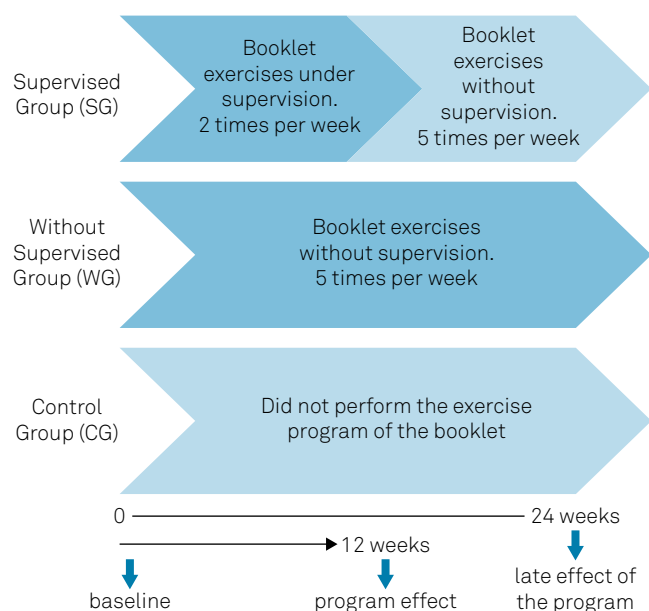 Supervised
Group (SG)
Booklet
exercises under
supervision.
2 times per week
Booklet
exercises
without
supervision.
5 times per week
Without
Supervised
Group (WG)
Booklet exercises
without supervision.
5 times per week
Control
Group (CG)
Did not perform the exercise
program of the booklet
0
24 weeks
12 weeks
baseline
program effect
late effect of
the program